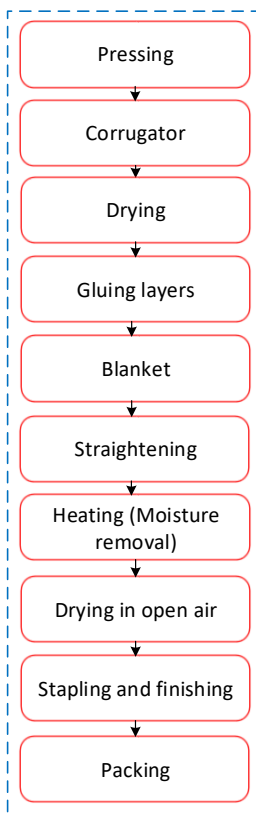 Pressing
Corrugator
Drying
Gluing layers
Blanket
Straightening
Heating (Moisture
removal)
Drying in open air
Stapling and finishing
Packing